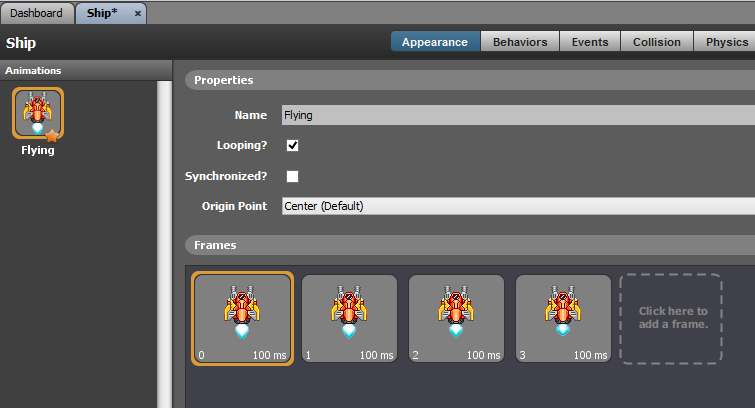 Dashboard Ship* ×
Ship Appearance Behaviors Events Collision Physics
Animations
Flying
Properties
Name Flying
Looping?
Synchronized?
Origin Point Center (Default)
Frames
0 100 ms 1 100 ms 2 100 ms 3 100 ms
Click here to
add a frame.